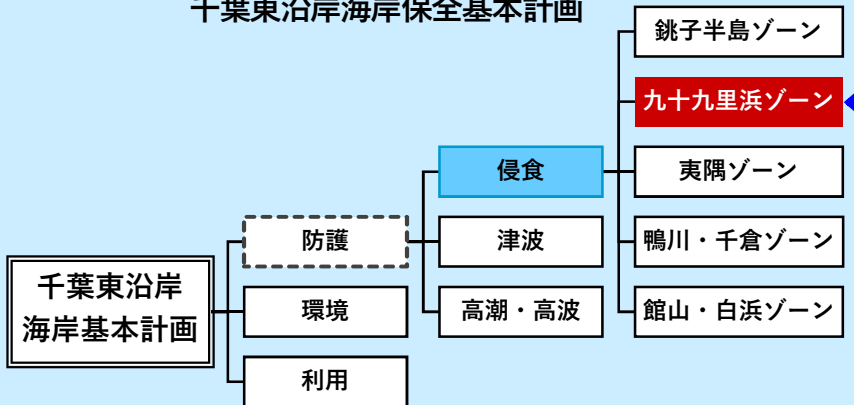 千葉東沿岸海岸保全基本計画
銚子半島ゾーン
九十九里浜ゾーン
侵食
夷隅ゾーン
防護
津波
鴨川・千倉ゾーン
千葉東沿岸
海岸基本計画
環境
高潮・高波
館山・白浜ゾーン
利用